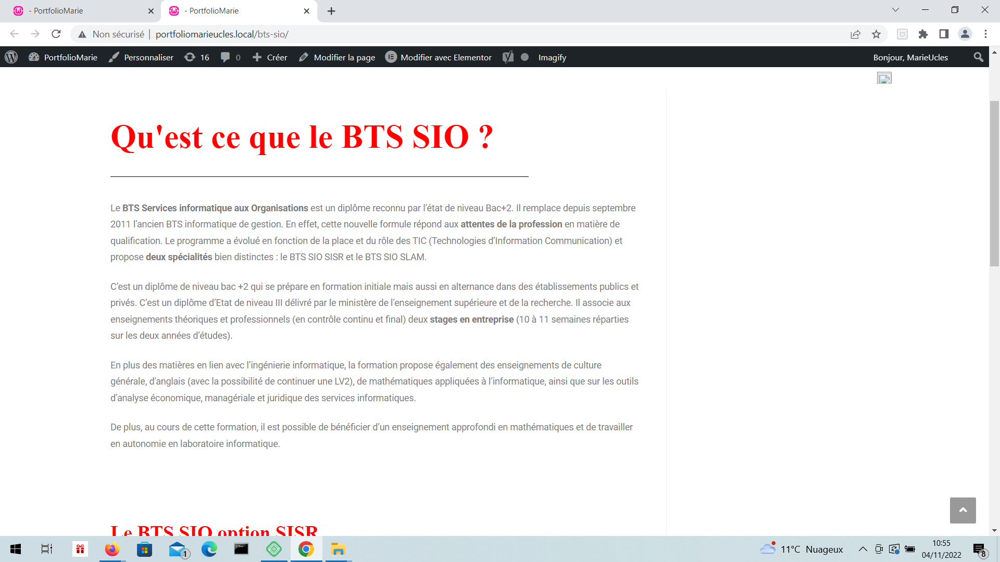 - PortfolioMarie
- PortfolioMarie
Non sécurisé | portfoliomarieucles.local/bts-sio/
PortfolioMarie Personnaliser 16 0 Créer Modifier la page Modifier avec Elementor Imagify Bonjour, MarieUcles
Qu'est ce que le BTS SIO ?
Le BTS Services informatique aux Organisations est un diplôme reconnu par l’état de niveau Bac+2. Il remplace depuis septembre
2011 l’ancien BTS informatique de gestion. En effet, cette nouvelle formule répond aux attentes de la profession en matière de
qualification. Le programme a évolué en fonction de la place et du rôle des TIC (Technologies d’Information Communication) et
propose deux spécialités bien distinctes : le BTS SIO SISR et le BTS SIO SLAM.
C’est un diplôme de niveau bac +2 qui se prépare en formation initiale mais aussi en alternance dans des établissements publics et
privés. C’est un diplôme d’Etat de niveau III délivré par le ministère de l’enseignement supérieure et de la recherche. Il associe aux
enseignements théoriques et professionnels (en contrôle continu et final) deux stages en entreprise (10 à 11 semaines réparties
sur les deux années d’études).
En plus des matières en lien avec l’ingénierie informatique, la formation propose également des enseignements de culture
générale, d’anglais (avec la possibilité de continuer une LV2), de mathématiques appliquées à l’informatique, ainsi que sur les outils
d’analyse économique, managériale et juridique des services informatiques.
De plus, au cours de cette formation, il est possible de bénéficier d’un enseignement approfondi en mathématiques et de travailler
en autonomie en laboratoire informatique.
Le BTS SIO option SISR
1
11°C Nuageux
10:55
04/11/2022
8